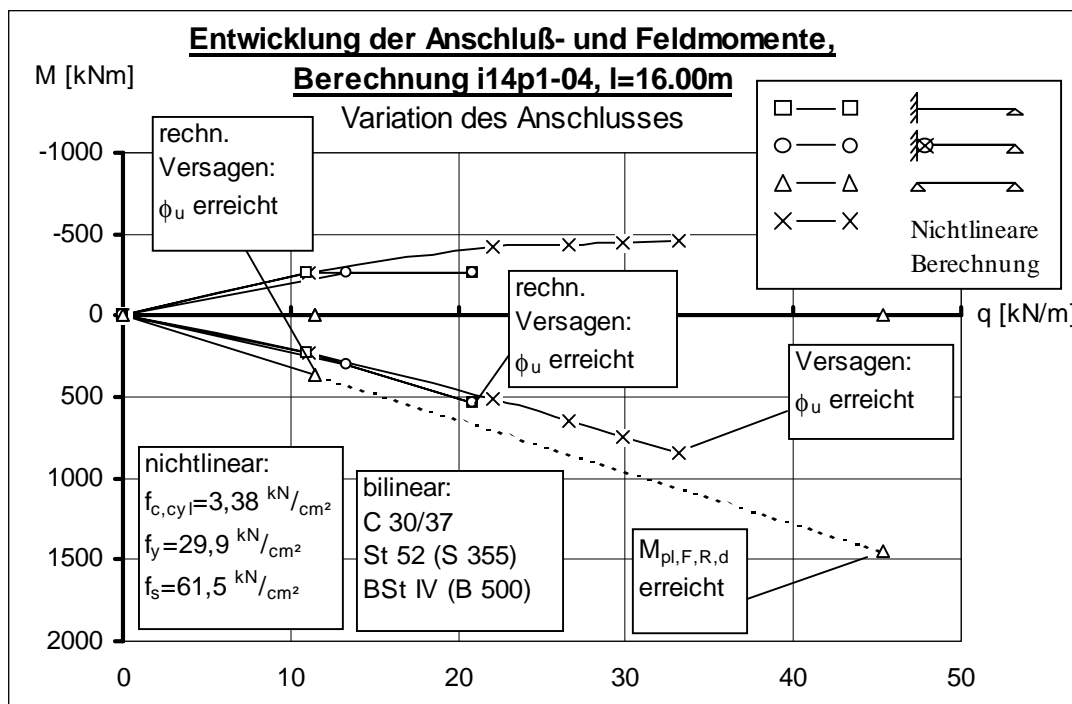 Entwicklung der Anschluß- und Feldmomente,
Berechnung i14p1-04, l=16.00m
Variation des Anschlusses
M [kNm]
-1000
-500
0
500
1000
1500
2000
0
10
20
30
40
50
q [kN/m]
rechn.
Versagen:
ϕu erreicht
Nichtlineare
Berechnung
rechn.
Versagen:
ϕu erreicht
Versagen:
ϕu erreicht
nichtlinear:
fc,cyl=3,38 kN/cm²
fy=29,9 kN/cm²
fs=61,5 kN/cm²
bilinear:
C 30/37
St 52 (S 355)
BSt IV (B 500)
Mpl,F,R,d
erreicht